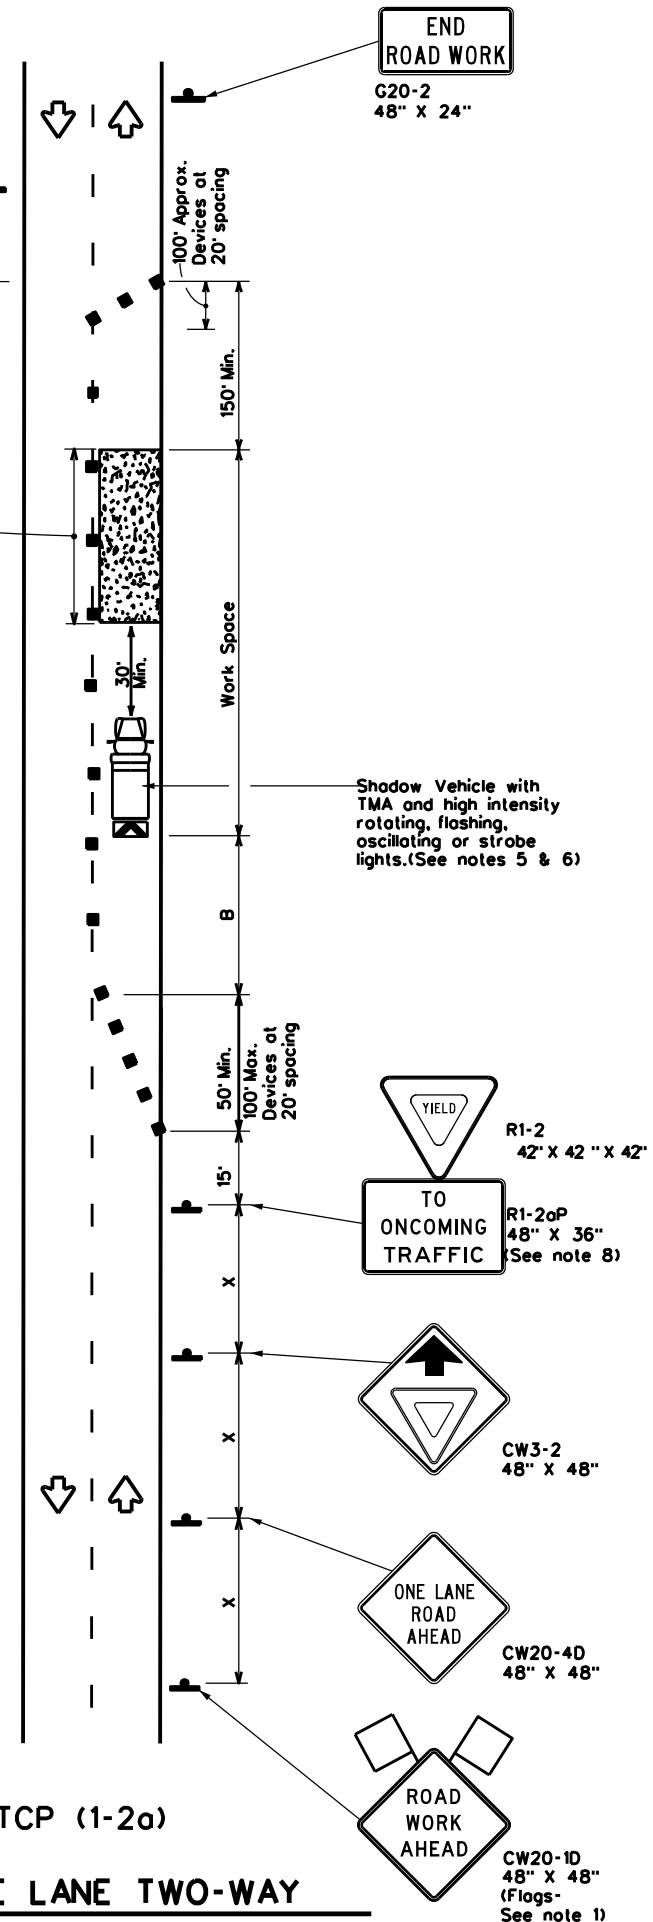 END
ROAD WORK
G20-2
48" X 24"
100' Approx.
Devices at
20' spacing
150' Min.
Work Space
30'
Min.
Shadow Vehicle with
TMA and high intensity
rotating, flashing,
oscillating or strobe
lights.(See notes 5 & 6)
B
50' Min.
100' Max.
Devices at
20' spacing
15'
YIELD
R1-2
42" X 42 " X 42"
TO
ONCOMING
TRAFFIC
R1-2aP
48" X 36"
(See note 8)
X
CW3-2
48" X 48"
X
ONE LANE
ROAD
AHEAD
CW20-4D
48" X 48"
X
ROAD
WORK
AHEAD
CW20-1D
48" X 48"
(Flags-
See note 1)
TCP (1-2a)
E LANE TWO-WAY